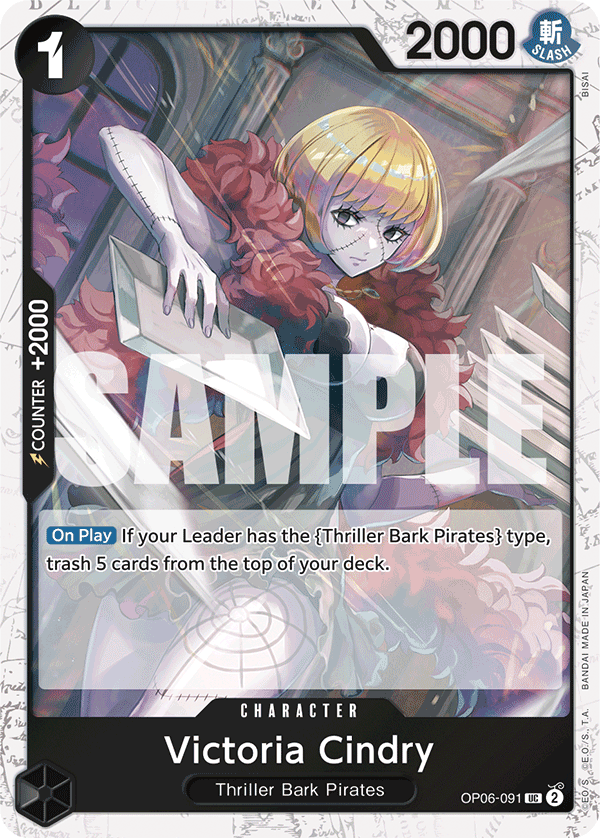 1
2000
斬
SLASH
BISAI
COUNTER +2000
SAMPLE
On Play If your Leader has the {Thriller Bark Pirates} type,
trash 5 cards from the top of your deck.
BANDAI MADE IN JAPAN
©E.O./S. ©E.O./S.,T.A.
CHARACTER
Victoria Cindry
Thriller Bark Pirates
OP06-091 UC 2